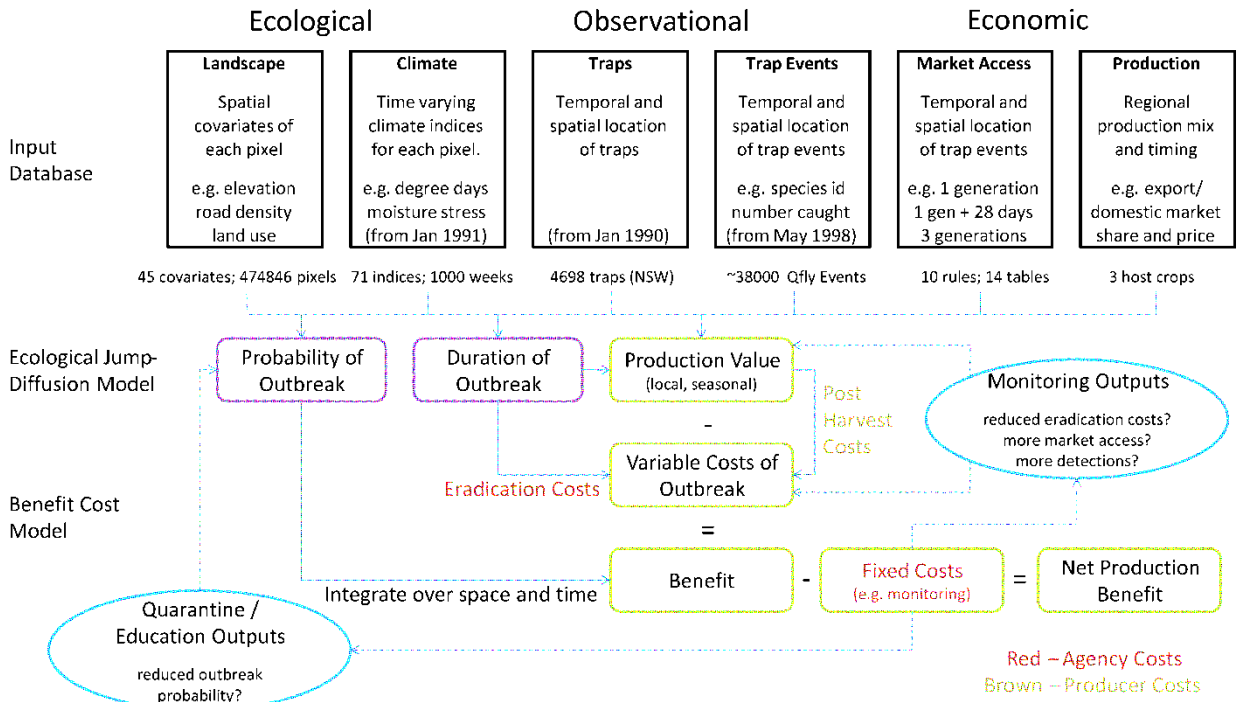 Ecological
Observational
Economic
Input
Database
Landscape
Spatial
covariates of
each pixel
e.g. elevation
road density
land use
Climate
Time varying
climate indices
for each pixel.
e.g. degree days
moisture stress
(from Jan 1991)
Traps
Temporal and
spatial location
of traps
(from Jan 1990)
Trap Events
Temporal and
spatial location
of trap events
e.g. species id
number caught
(from May 1998)
Market Access
Temporal and
spatial location
of trap events
e.g. 1 generation
1 gen + 28 days
3 generations
Production
Regional
production mix
and timing
e.g. export/
domestic market
share and price
45 covariates; 474846 pixels
71 indices; 1000 weeks
4698 traps (NSW)
~38000 Qfly Events
10 rules; 14 tables
3 host crops
Ecological Jump-
Diffusion Model
Probability of
Outbreak
Duration of
Outbreak
Production Value
(local, seasonal)
Post
Harvest
Costs
Monitoring Outputs
reduced eradication costs?
more market access?
more detections?
-
Eradication Costs
Variable Costs of
Outbreak
Benefit Cost
Model
=
Integrate over space and time
Benefit
-
Fixed Costs
(e.g. monitoring)
=
Net Production
Benefit
Quarantine /
Education Outputs
reduced outbreak
probability?
Red – Agency Costs
Brown – Producer Costs